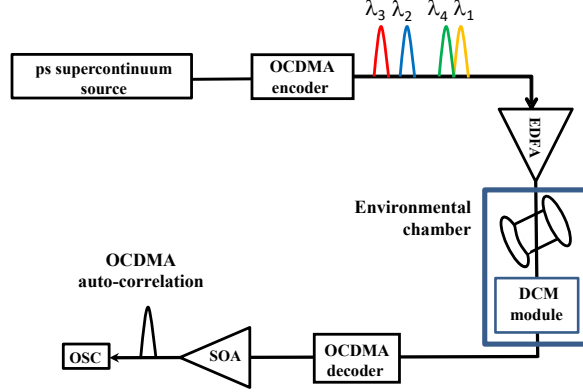 λ3 λ2 λ4 λ1
ps supercontinuum
source
OCDMA
encoder
EDFA
Environmental
chamber
DCM
module
OCDMA
auto-correlation
OSC
SOA
OCDMA
decoder